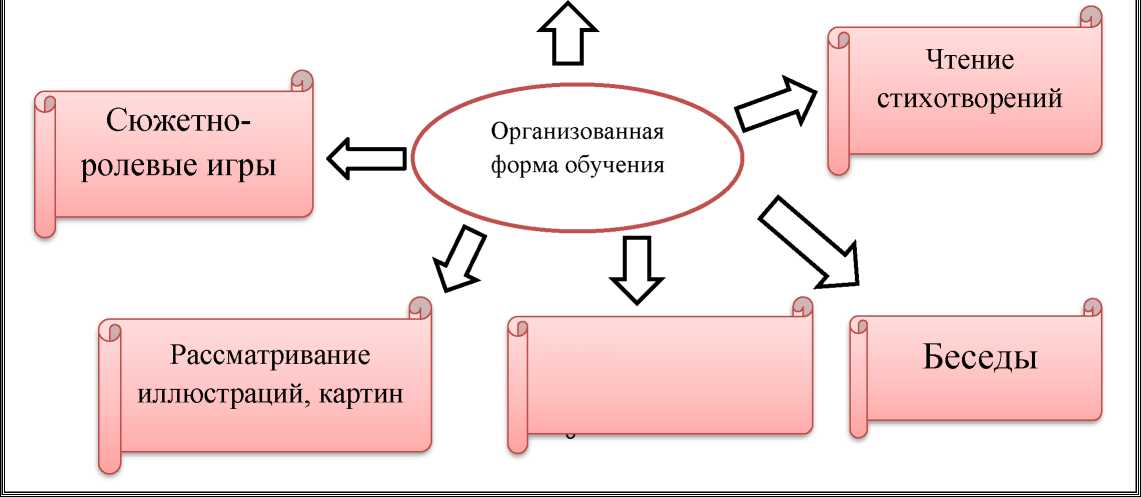 Чтение
стихотворений
Сюжетно-
ролевые игры
Организованная
форма обучения
Рассматривание
иллюстраций, картин
Беседы